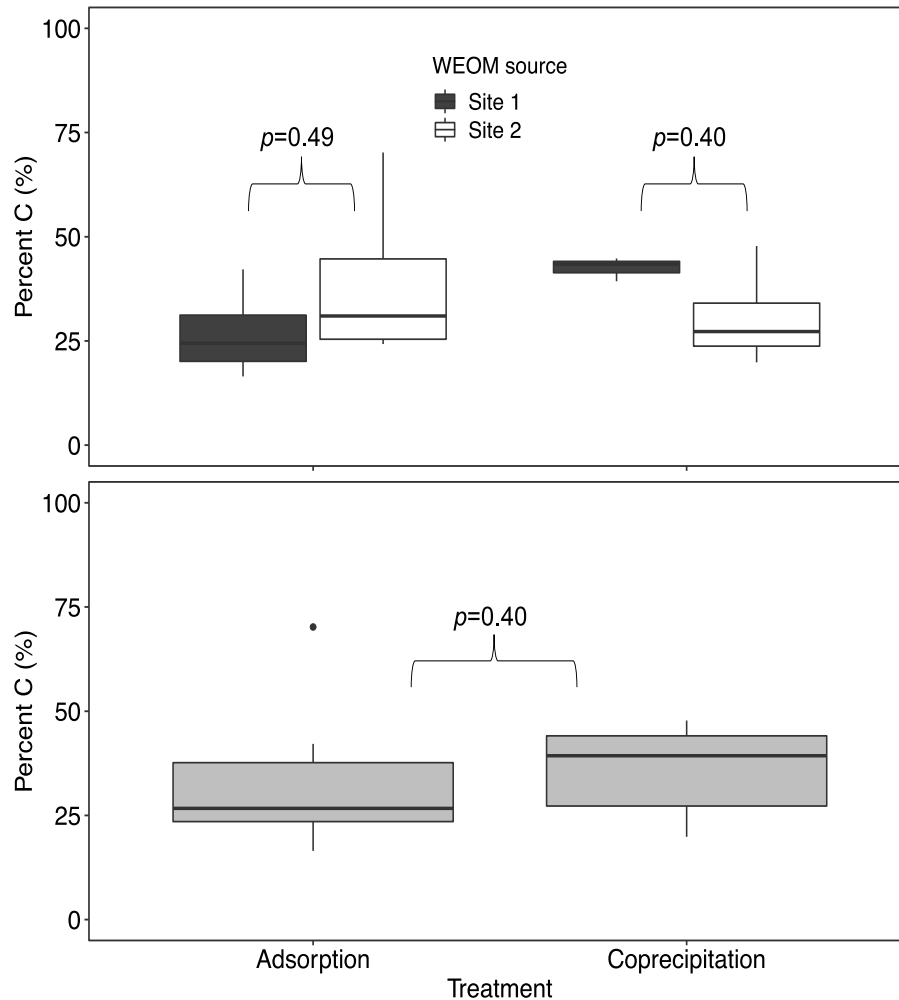 100
WEOM source
Site 1
Site 2
75
p=0.49
p=0.40
Percent C (%)
50
25
0
100
75
p=0.40
Percent C (%)
50
25
0
Adsorption
Coprecipitation
Treatment